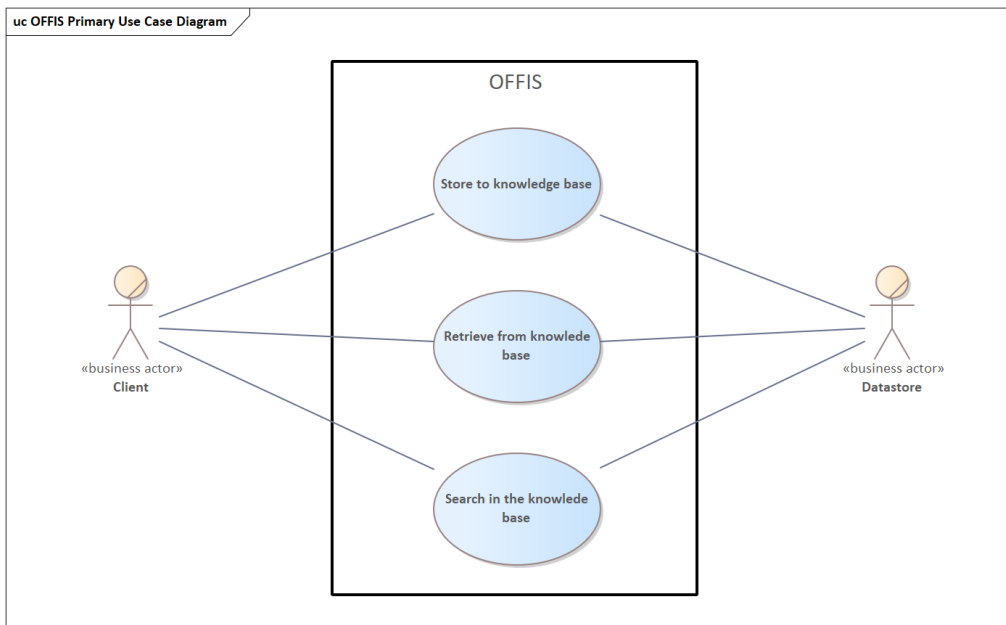 uc OFFIS Primary Use Case Diagram
OFFIS
Store to knowledge base
Retrieve from knowlede
base
Search in the knowlede
base
«business actor»
Client
«business actor»
Datastore